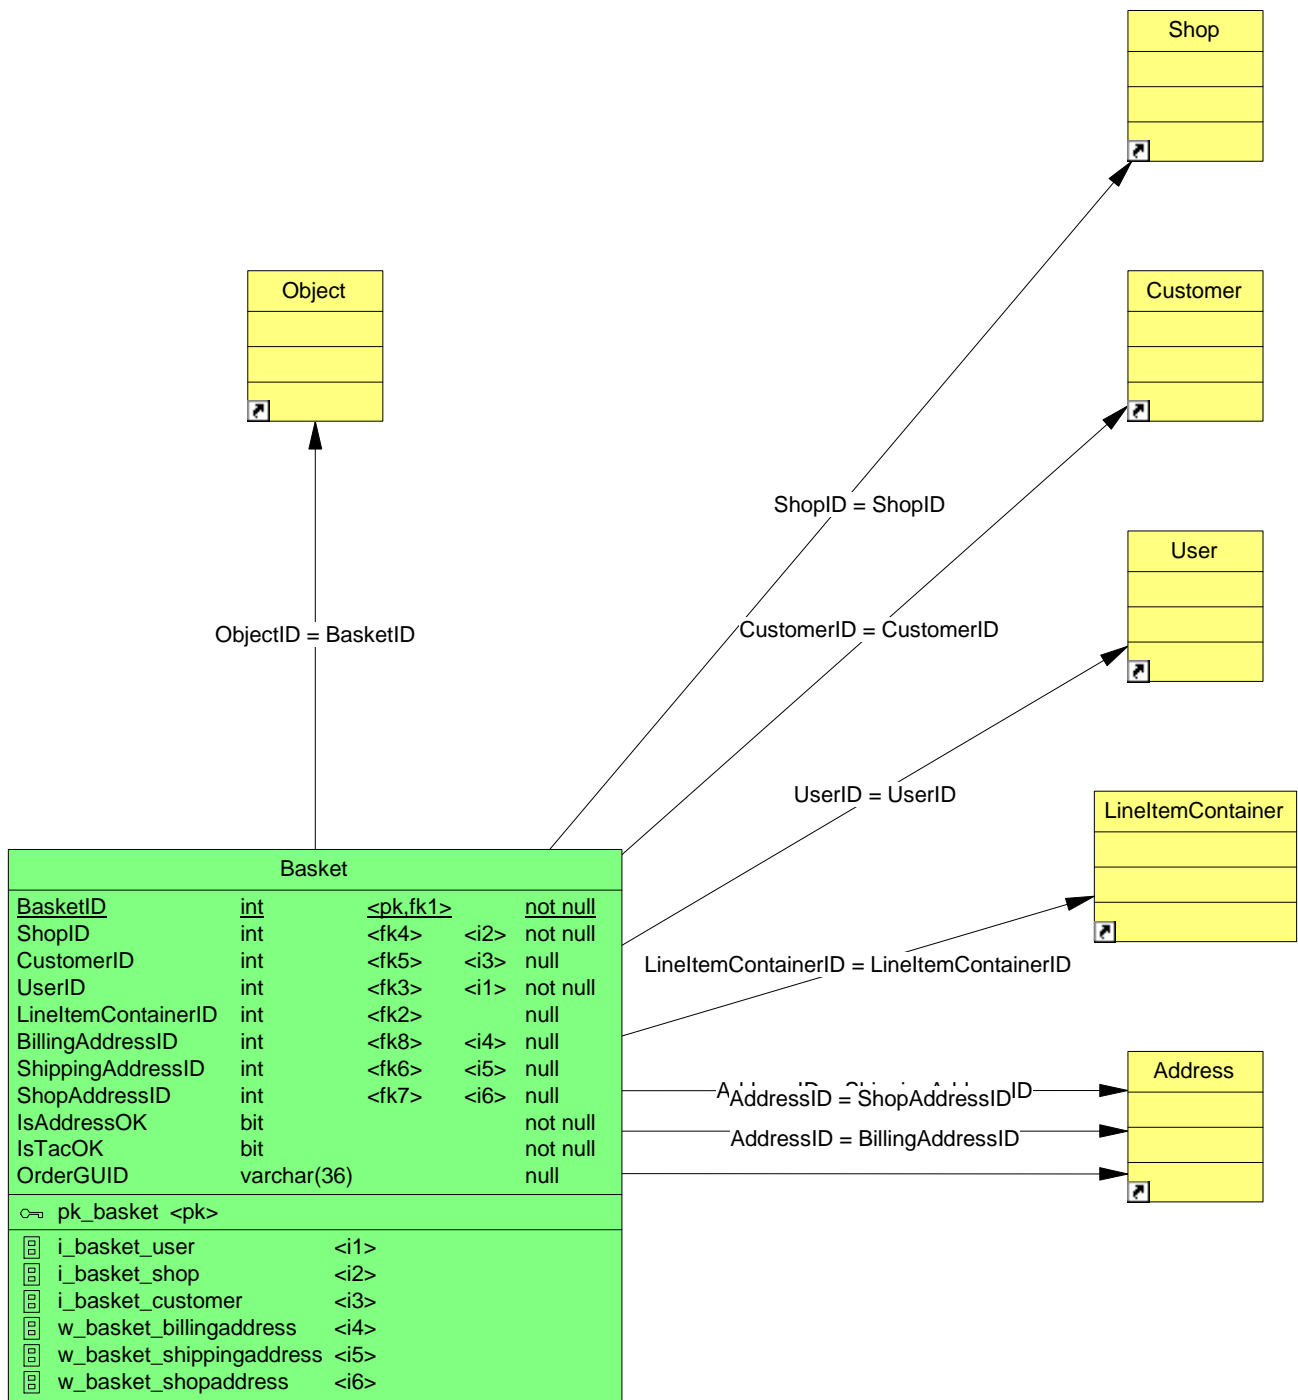 Shop
Object
Customer
ShopID = ShopID
User
ObjectID = BasketID
CustomerID = CustomerID
UserID = UserID
LineItemContainer
Basket
BasketID int <pk,fk1> not null
ShopID int <fk4> <i2> not null
CustomerID int <fk5> <i3> null
UserID int <fk3> <i1> not null
LineItemContainerID int <fk2> null
BillingAddressID int <fk8> <i4> null
ShippingAddressID int <fk6> <i5> null
ShopAddressID int <fk7> <i6> null
IsAddressOK bit not null
IsTacOK bit not null
OrderGUID varchar(36) null
LineItemContainerID = LineItemContainerID
Address
AddressID = ShopAddressID
AddressID = BillingAddressID
pk_basket <pk>
i_basket_user <i1>
i_basket_shop <i2>
i_basket_customer <i3>
w_basket_billingaddress <i4>
w_basket_shippingaddress <i5>
w_basket_shopaddress <i6>